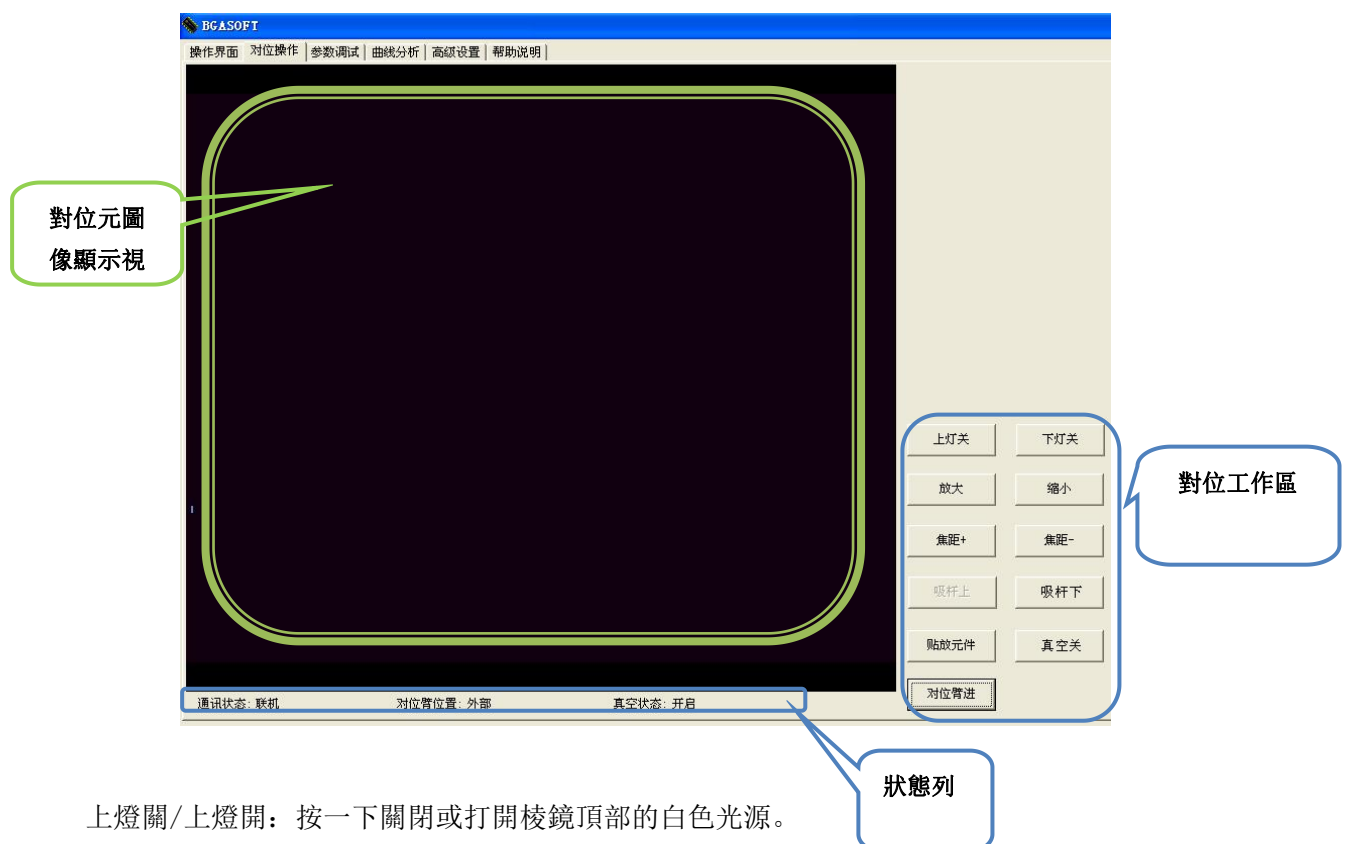 BGASOFT
操作界面 对位操作 参数调试 曲线分析 高级设置 帮助说明
對位元圖
像顯示視
上灯关 下灯关
放大 缩小
焦距+ 焦距-
吸杆上 吸杆下
贴放元件 真空关
对位臂进
對位工作區
通讯状态: 联机 对位臂位置: 外部 真空状态: 开启
狀態列
上燈關/上燈開：按一下關閉或打開棱鏡頂部的白色光源。